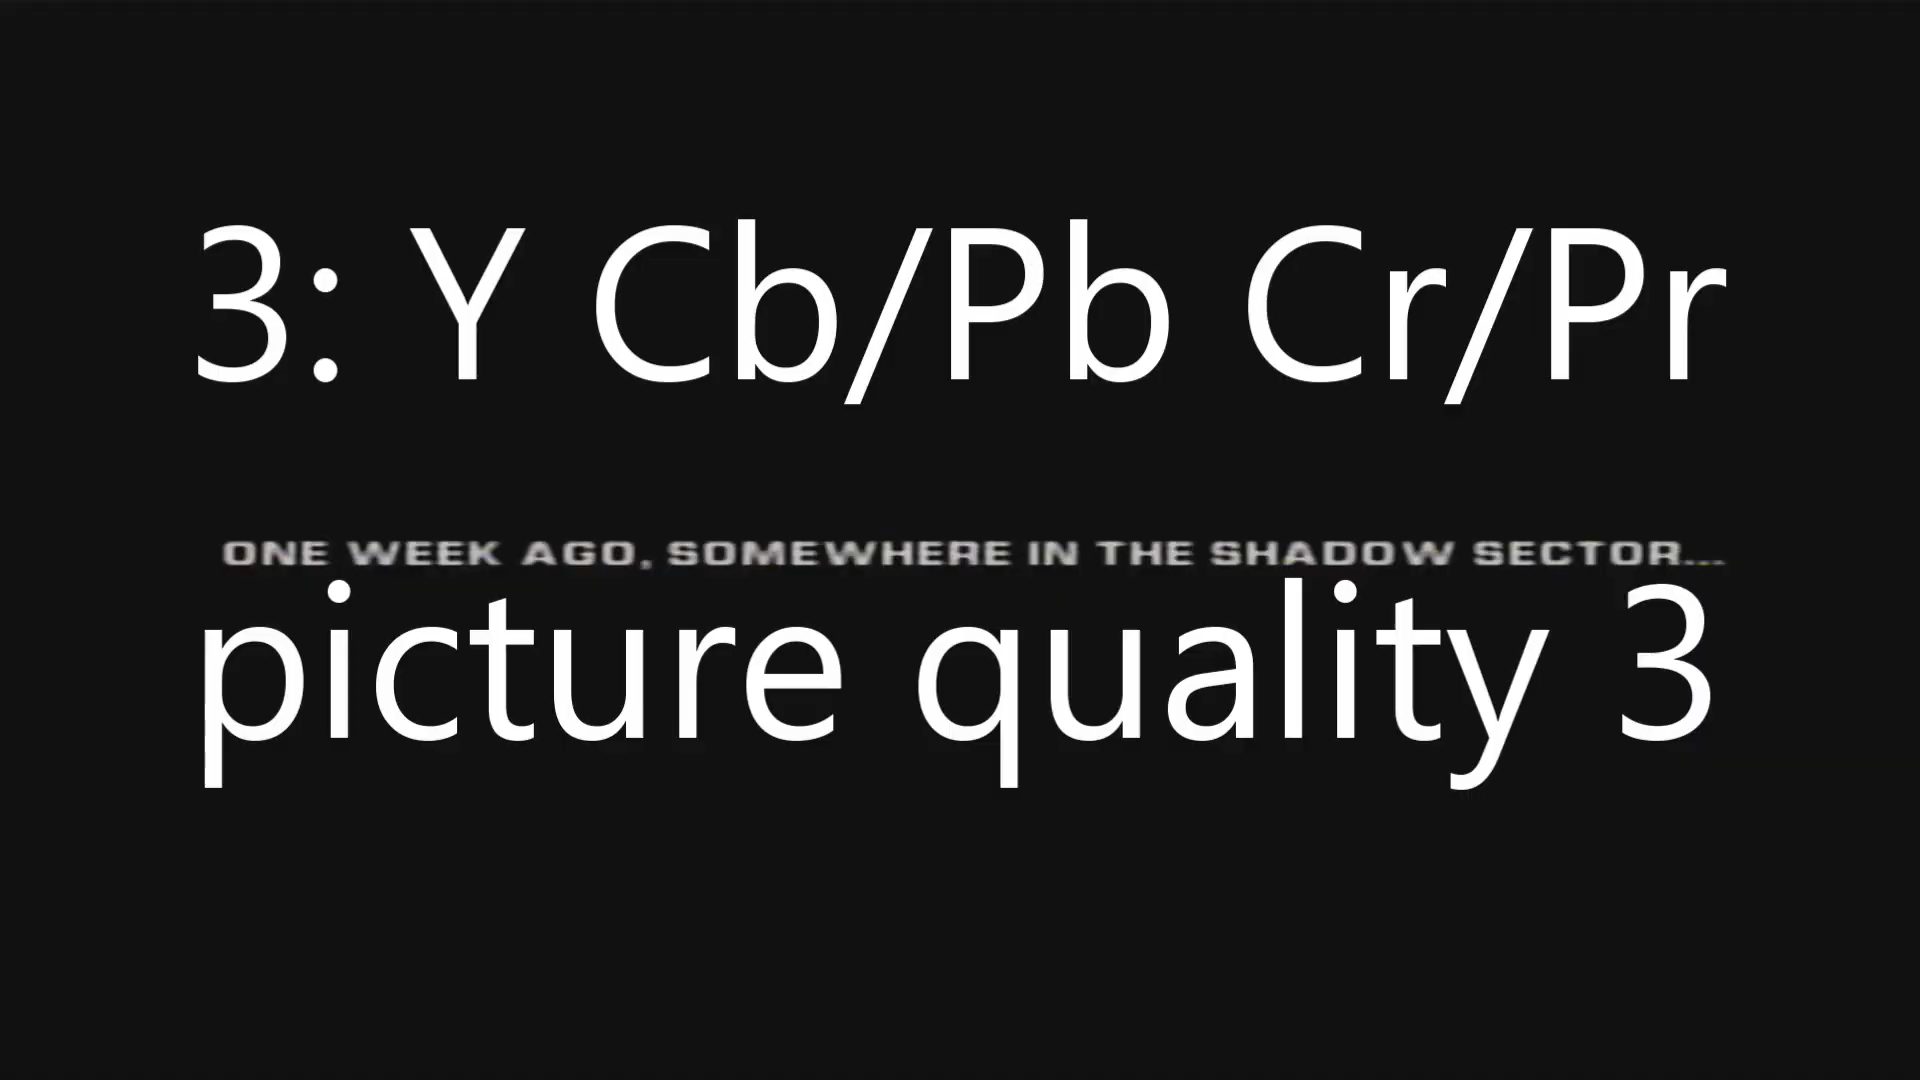 3: Y Cb/Pb Cr/Pr
ONE WEEK AGO, SOMEWHERE IN THE SHADOW SECTOR...
picture quality 3